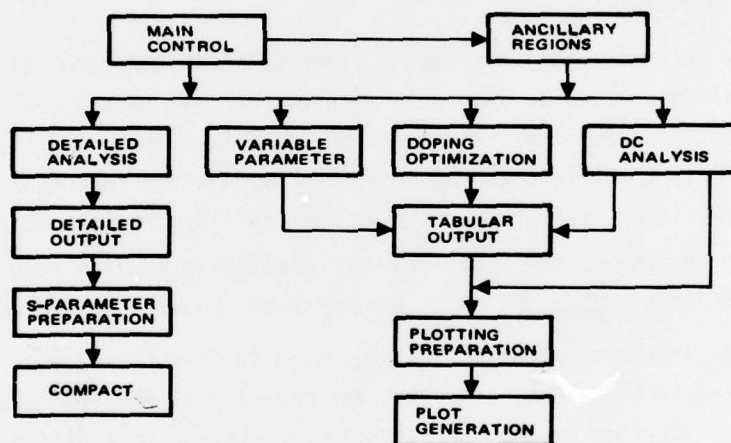 MAIN
CONTROL
ANCILLARY
REGIONS
DETAILED
ANALYSIS
VARIABLE
PARAMETER
DOPING
OPTIMIZATION
DC
ANALYSIS
DETAILED
OUTPUT
TABULAR
OUTPUT
S-PARAMETER
PREPARATION
PLOTTING
PREPARATION
COMPACT
PLOT
GENERATION